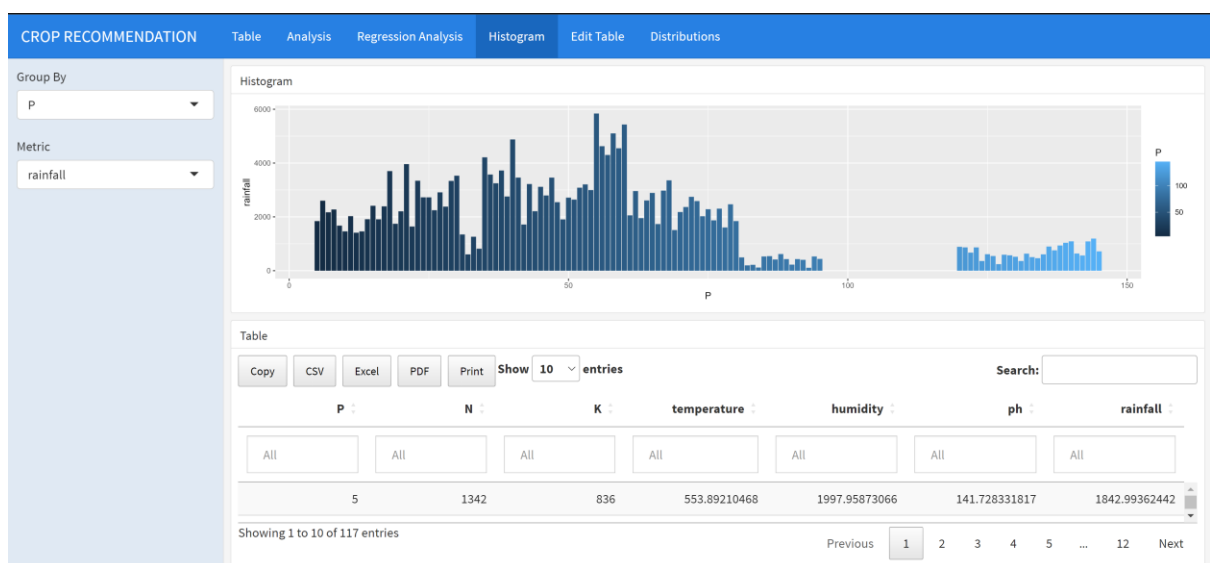 CROP RECOMMENDATION Table Analysis Regression Analysis Histogram Edit Table Distributions
Group By
P
Metric
rainfall
Histogram
6000
4000
2000
0
rainfall
0 50 100 150
P
P
100
50
Table
Copy CSV Excel PDF Print Show 10 entries Search:
P N K temperature humidity ph rainfall
All All All All All All All
5 1342 836 553.89210468 1997.95873066 141.728331817 1842.99362442
Showing 1 to 10 of 117 entries
Previous 1 2 3 4 5 ... 12 Next